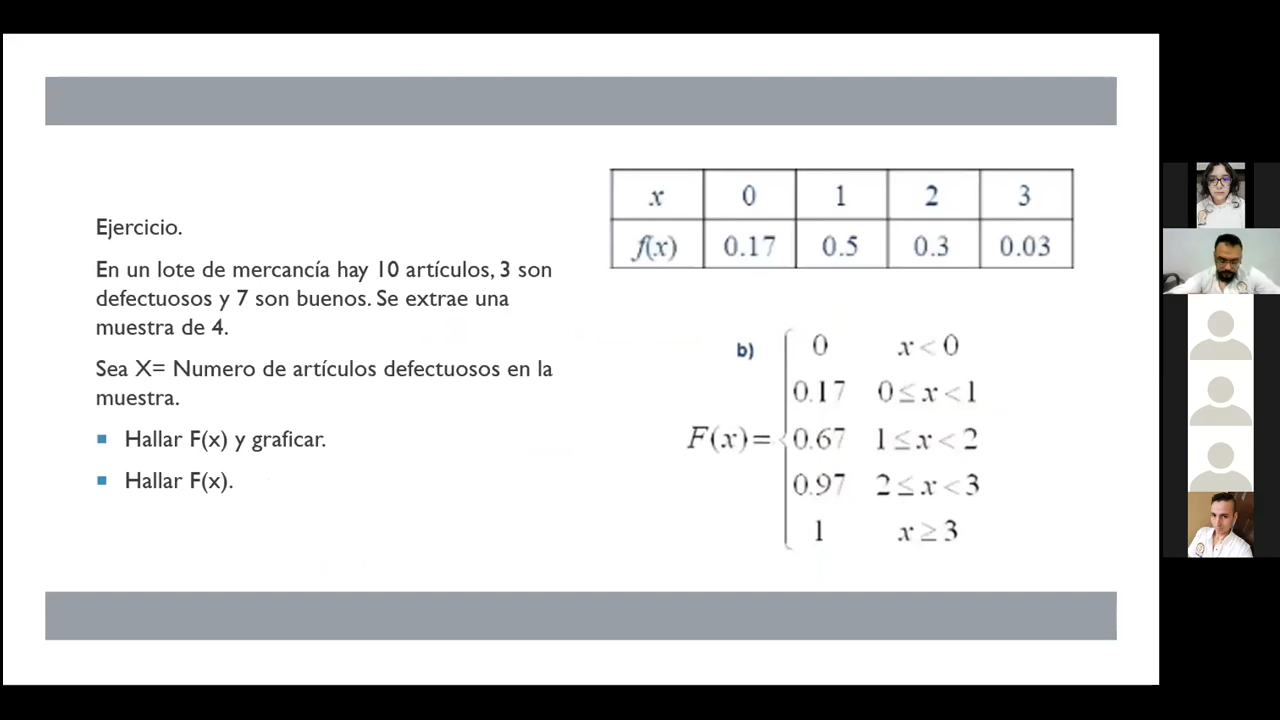 Ejercicio.
En un lote de mercancía hay 10 artículos, 3 son
defectuosos y 7 son buenos. Se extrae una
muestra de 4.
Sea X= Numero de artículos defectuosos en la
muestra.
▪ Hallar F(x) y graficar.
▪ Hallar F(x).
x 0 1 2 3
f(x) 0.17 0.5 0.3 0.03
b)
F(x)=
0 x < 0
0.17 0 ≤ x < 1
0.67 1 ≤ x < 2
0.97 2 ≤ x < 3
1 x ≥ 3